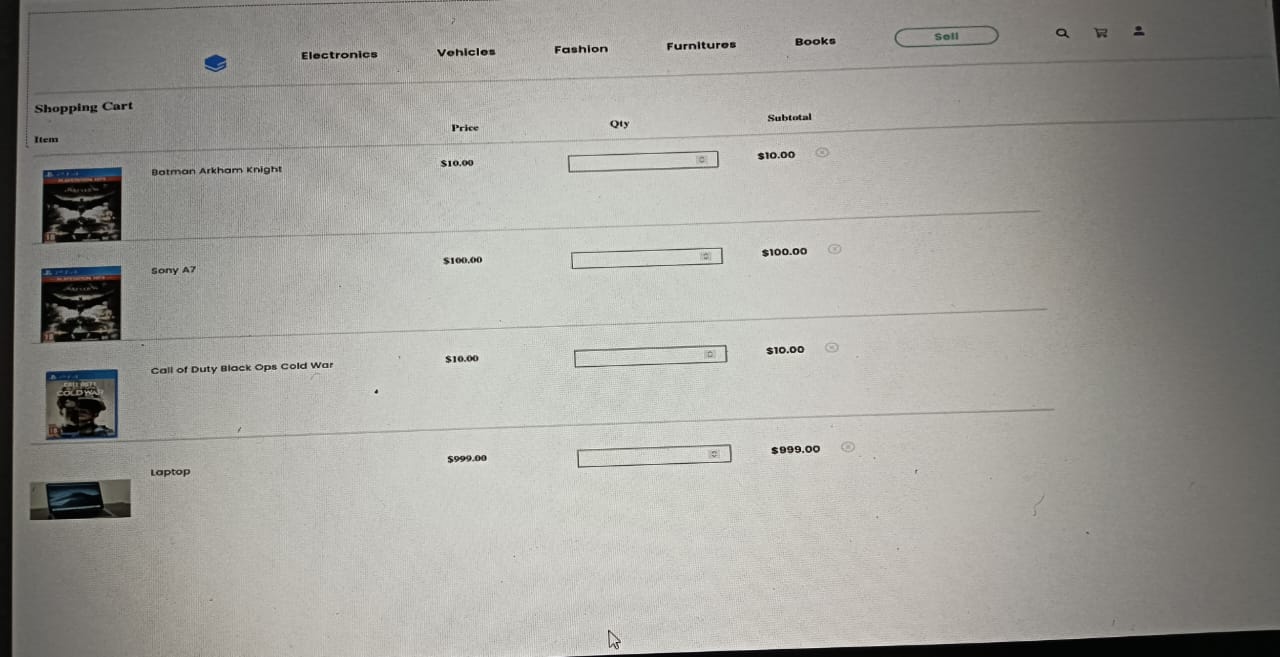 Electronics Vehicles Fashion Furnitures Books Sell
Shopping Cart
Item Price Qty Subtotal
Batman Arkham Knight $10.00 $10.00
Sony A7 $100.00 $100.00
Call of Duty Black Ops Cold War $10.00 $10.00
COLD WAR
Laptop $999.00 $999.00